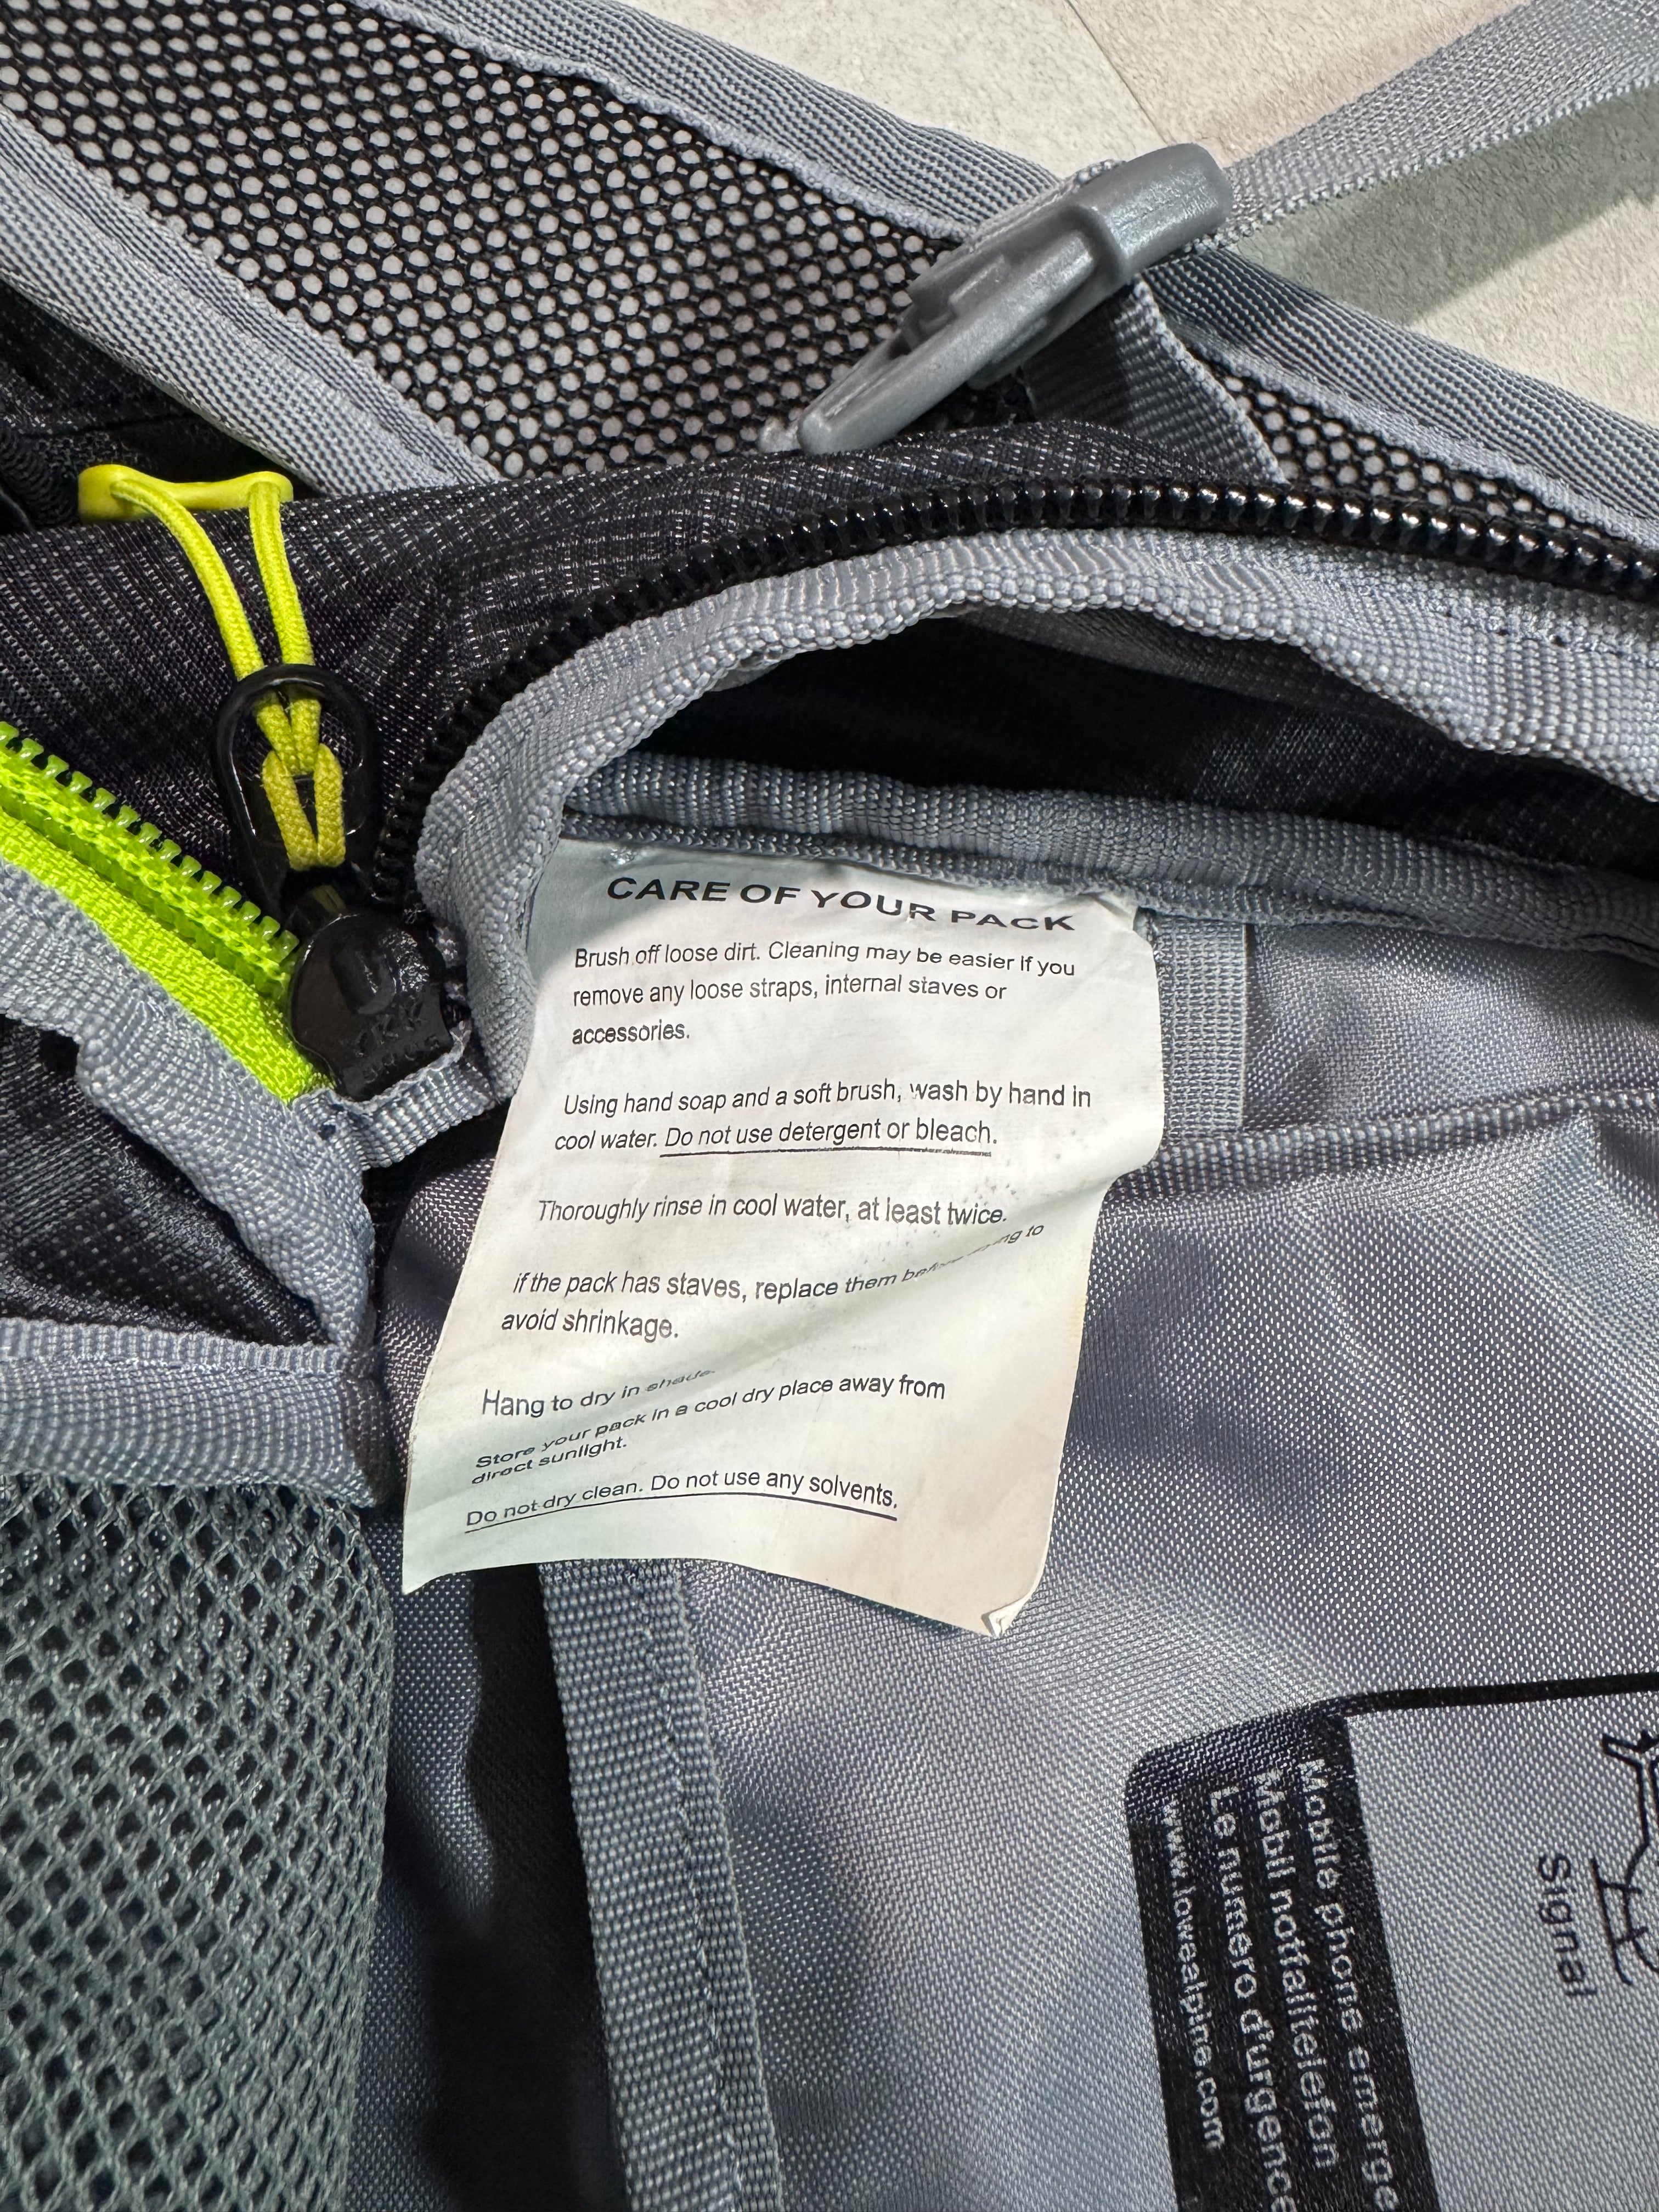 CARE OF YOUR PACK
Brush off loose dirt. Cleaning may be easier if you
remove any loose straps, internal staves or
accessories.
Using hand soap and a soft brush, wash by hand in
cool water. Do not use detergent or bleach.
Thoroughly rinse in cool water, at least twice.
if the pack has staves, replace them to
avoid shrinkage.
Hang to dry in shade.
Store your pack in a cool dry place away from
direct sunlight.
Do not dry clean. Do not use any solvents.
Mobile phone
Mobil notfalltelefon
Le numero d'urgence
www.lowealpine.com
Signal
YKK